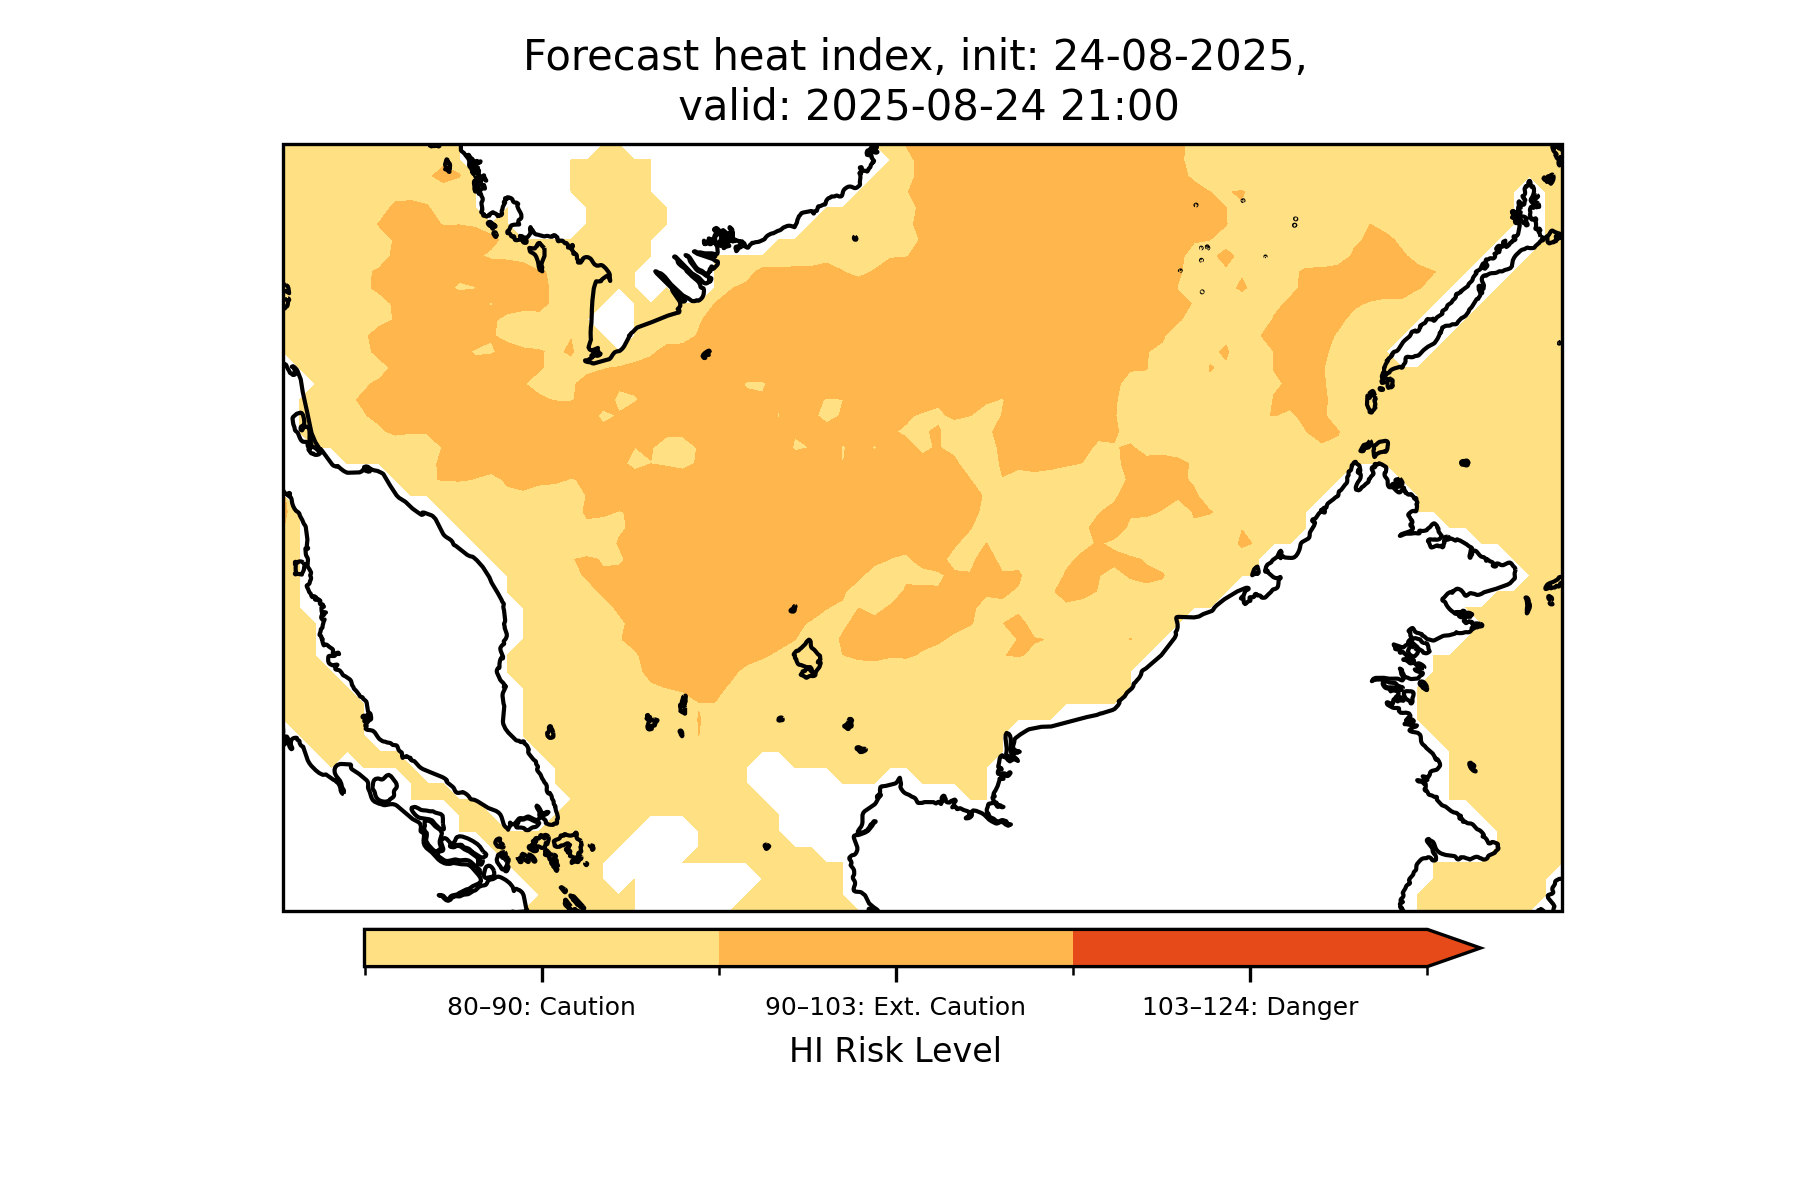 Forecast heat index, init: 24-08-2025,
valid: 2025-08-24 21:00
80–90: Caution
90–103: Ext. Caution
103–124: Danger
HI Risk Level